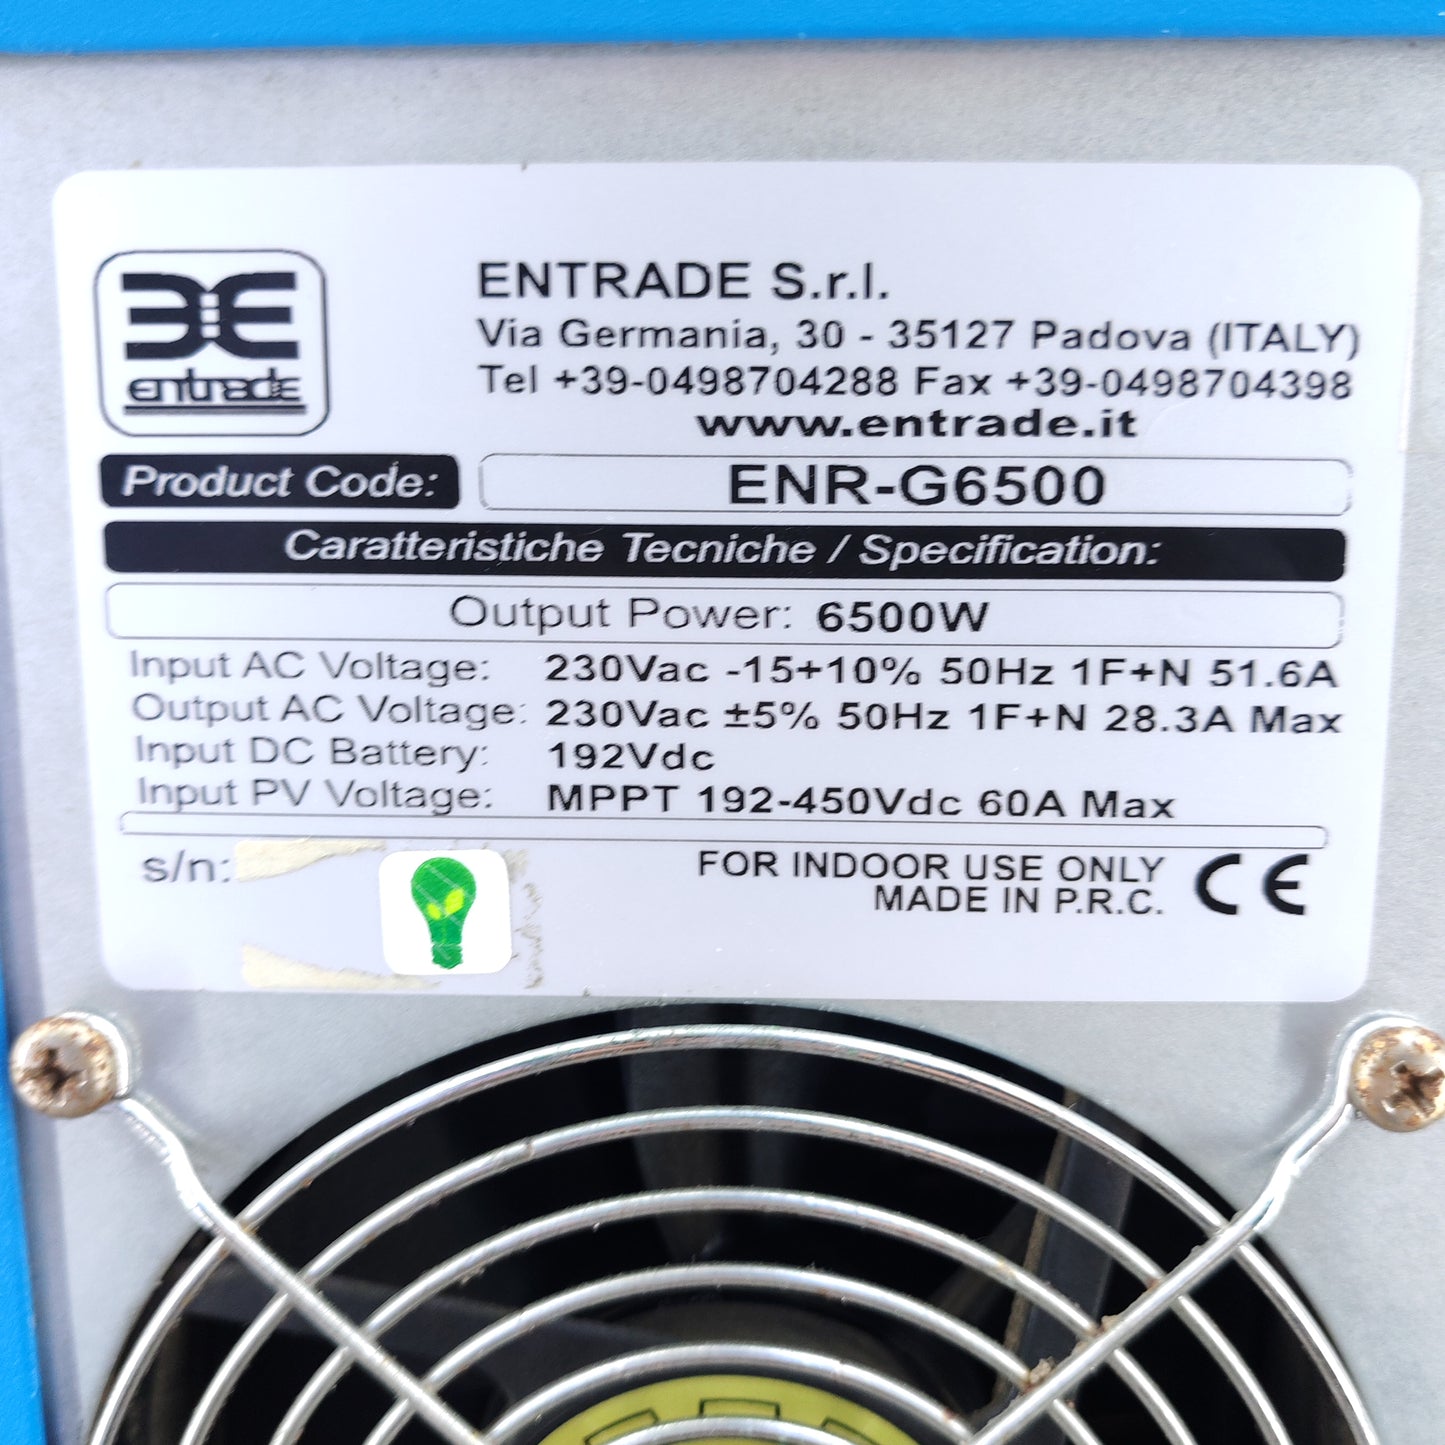 ENTRADE S.r.l.
Via Germania, 30 - 35127 Padova (ITALY)
Tel +39-0498704288 Fax +39-0498704398
www.entrade.it
entrade
Product Code: ENR-G6500
Caratteristiche Tecniche / Specification:
Output Power: 6500W
Input AC Voltage: 230Vac -15+10% 50Hz 1F+N 51.6A
Output AC Voltage: 230Vac ±5% 50Hz 1F+N 28.3A Max
Input DC Battery: 192Vdc
Input PV Voltage: MPPT 192-450Vdc 60A Max
s/n:
FOR INDOOR USE ONLY
MADE IN P.R.C.
CE